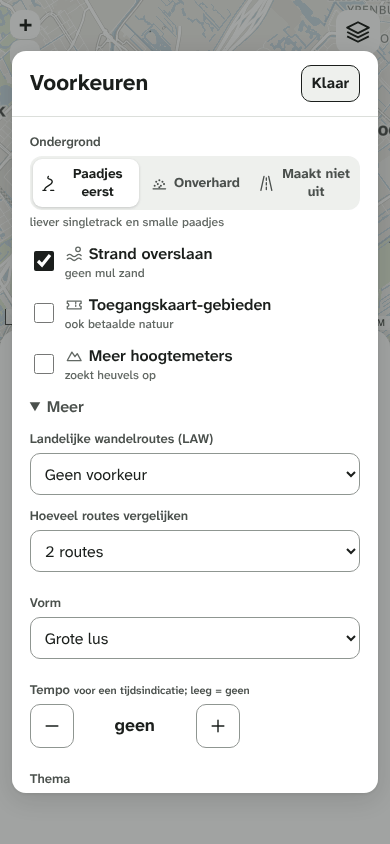 +
Voorkeuren
Klaar
Ondergrond
Paadjes
eerst
Onverhard
Maakt niet
uit
liever singletrack en smalle paadjes
Strand overslaan
geen mul zand
Toegangskaart-gebieden
ook betaalde natuur
Meer hoogtemeters
zoekt heuvels op
▼ Meer
Landelijke wandelroutes (LAW)
Geen voorkeur
Hoeveel routes vergelijken
2 routes
Vorm
Grote lus
Tempo voor een tijdsindicatie; leeg = geen
− geen +
Thema